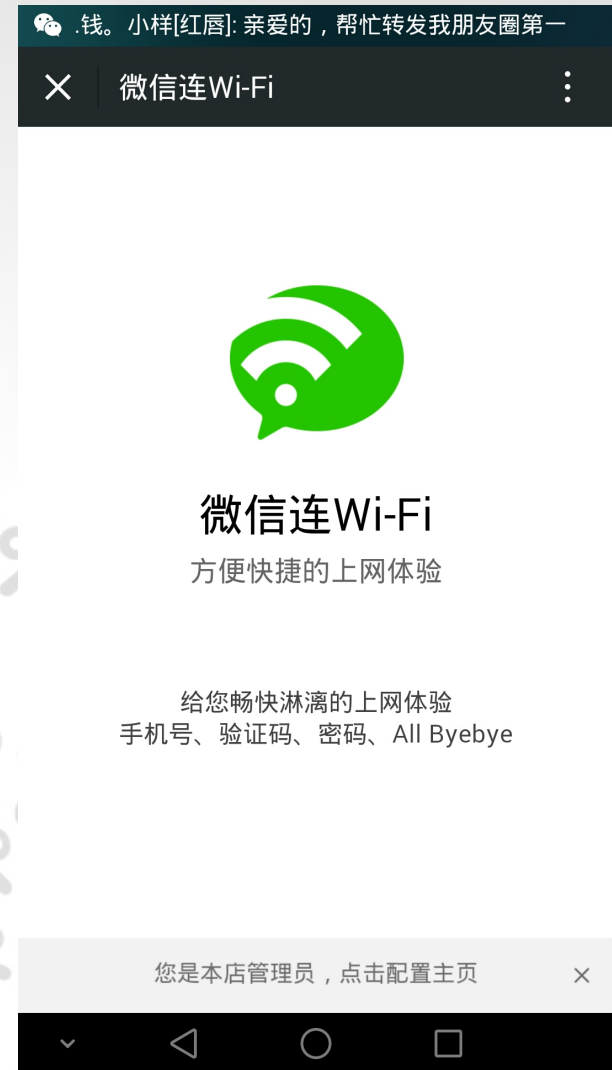 .钱。小样[红唇]: 亲爱的，帮忙转发我朋友圈第一
微信连Wi-Fi
微信连Wi-Fi
方便快捷的上网体验
给您畅快淋漓的上网体验
手机号、验证码、密码、All Byebye
您是本店管理员，点击配置主页